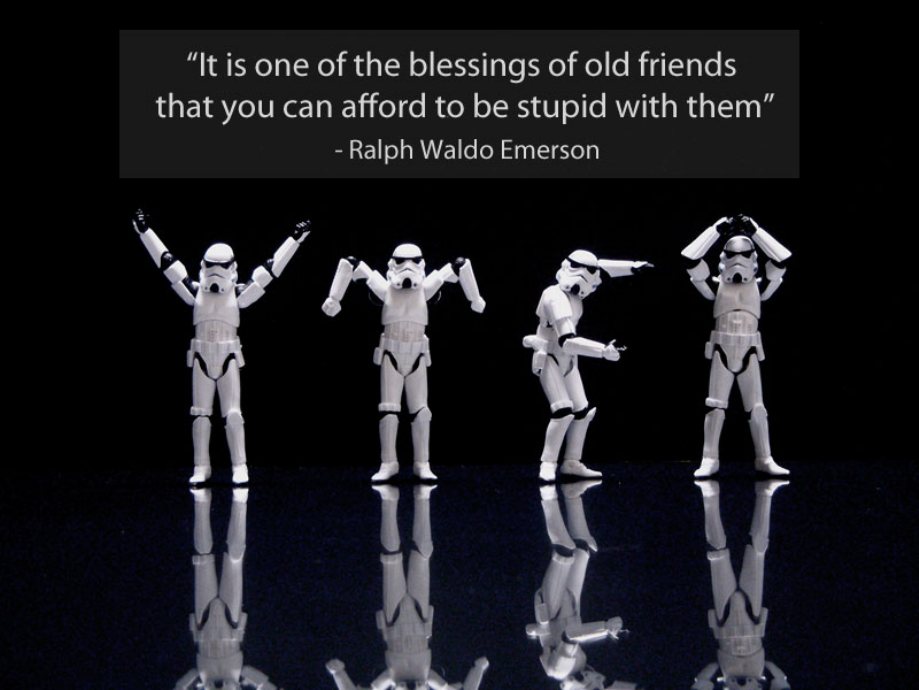 “It is one of the blessings of old friends
that you can afford to be stupid with them”
- Ralph Waldo Emerson